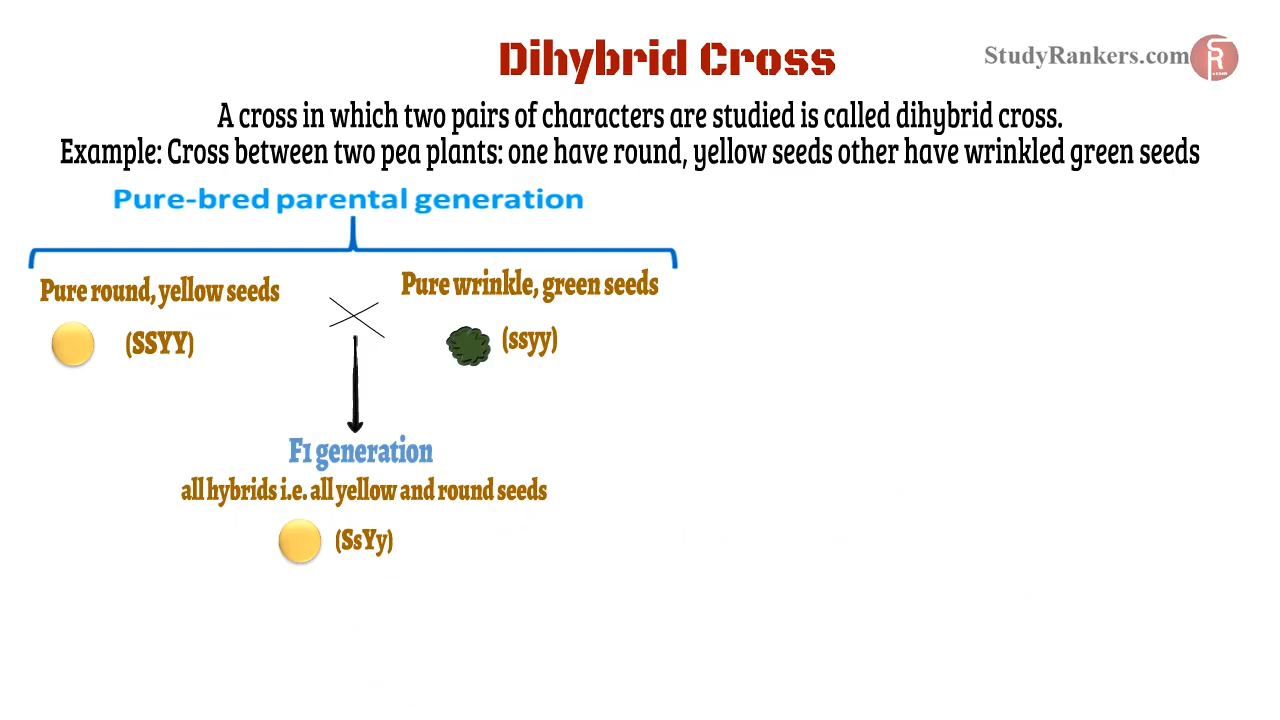 Dihybrid Cross
StudyRankers.com
S
R
.com
A cross in which two pairs of characters are studied is called dihybrid cross.
Example: Cross between two pea plants: one have round, yellow seeds other have wrinkled green seeds
Pure-bred parental generation
Pure round, yellow seeds
Pure wrinkle, green seeds
(SSYY)
(ssyy)
F1 generation
all hybrids i.e. all yellow and round seeds
(SsYy)